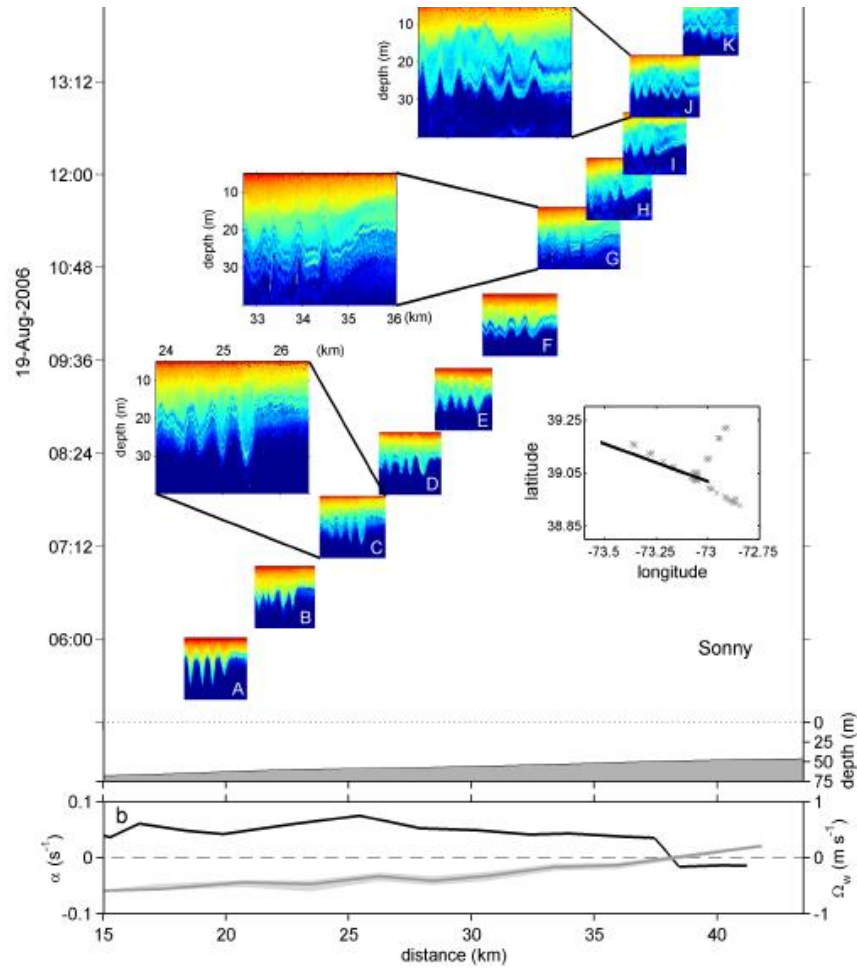 K
10
depth (m)
30
J
13:12
I
12:00
10
20
30
depth (m)
33 34 35 36 (km)
H
G
10:48
19-Aug-2006
F
09:36
24 25 26 (km)
10
20
30
depth (m)
E
D
08:24
39.25
39.05
38.85
latitude
-73.5 -73.25 -73 -72.75
longitude
C
07:12
B
06:00
Sonny
A
0
25
50
75
depth (m)
b
0.1
0
-0.1
α (s⁻¹)
1
0
-1
Ωw (m s⁻¹)
15 20 25 30 35 40
distance (km)